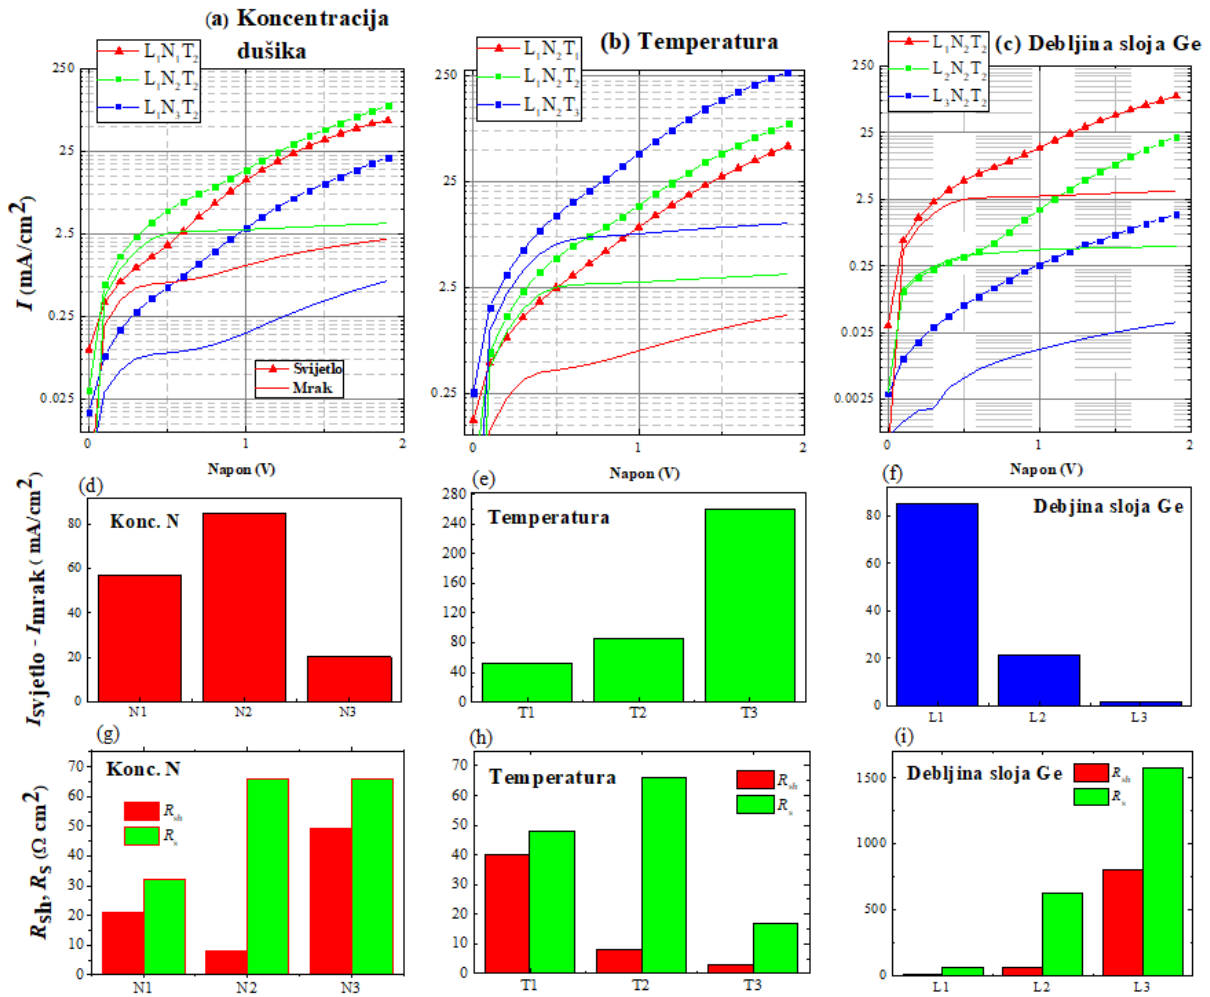 (a) Koncentracija
dušika
L₁N₁T₂
L₁N₂T₂
L₁N₃T₂
250
25
2.5
0.25
0.025
0
1
2
Svijetlo
Mrak
I (mA/cm²)
(b) Temperatura
L₁N₂T₁
L₁N₂T₂
L₁N₂T₃
250
25
2.5
0.25
0
1
2
(c) Debljina sloja Ge
L₁N₂T₂
L₂N₂T₂
L₃N₂T₂
250
25
2.5
0.25
0.025
0.0025
0
1
2
Napon (V)
Napon (V)
(d)
Konc. N
80
60
40
20
0
N1
N2
N3
Isvjetlo - Imrak ( mA/cm²)
(e)
Temperatura
280
240
200
160
120
80
40
0
T1
T2
T3
(f)
Debjina sloja Ge
80
60
40
20
0
L1
L2
L3
(g)
Konc. N
Rsh
Rs
70
60
50
40
30
20
10
0
N1
N2
N3
Rsh, Rs (Ω cm²)
(h)
Temperatura
Rsh
Rs
70
60
50
40
30
20
10
0
T1
T2
T3
(i)
Debljina sloja Ge
Rsh
Rs
1500
1000
500
0
L1
L2
L3